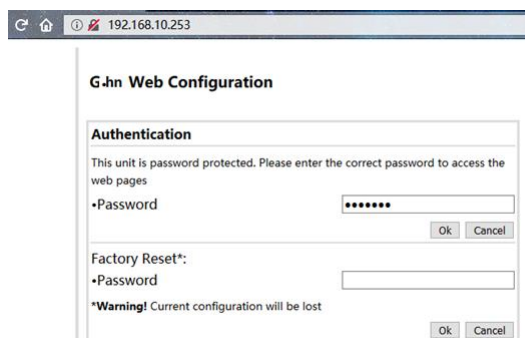 192.168.10.253
G.hn Web Configuration
Authentication
This unit is password protected. Please enter the correct password to access the
web pages
•Password •••••••
Ok Cancel
Factory Reset*:
•Password
*Warning! Current configuration will be lost
Ok Cancel